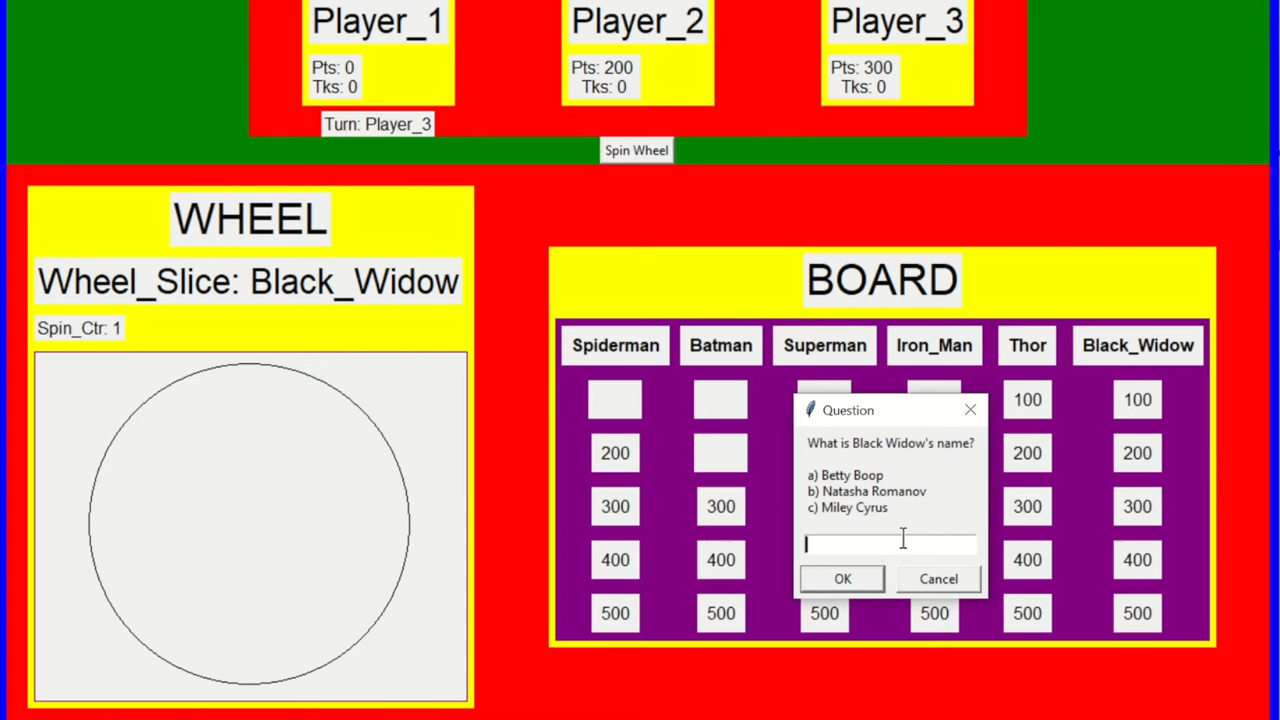 Player_1 Player_2 Player_3
Pts: 0 Pts: 200 Pts: 300
Tks: 0 Tks: 0 Tks: 0
Turn: Player_3
Spin Wheel
WHEEL
Wheel_Slice: Black_Widow
Spin_Ctr: 1
BOARD
Spiderman Batman Superman Iron_Man Thor Black_Widow
100 100
200 200 200
300 300 300 300
400 400 400 400
500 500 500 500 500 500
Question
What is Black Widow's name?
a) Betty Boop
b) Natasha Romanov
c) Miley Cyrus
OK Cancel